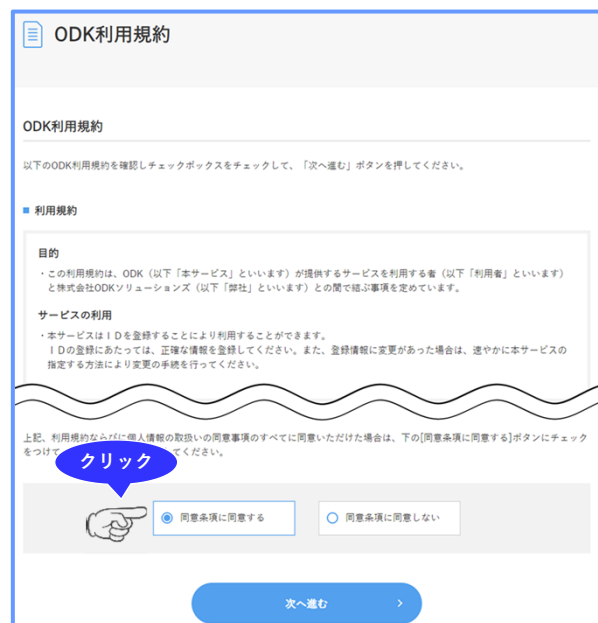 ODK利用規約
ODK利用規約
以下のODK利用規約を確認しチェックボックスをチェックして、「次へ進む」ボタンを押してください。
利用規約
目的
・この利用規約は、ODK（以下「本サービス」といいます）が提供するサービスを利用する者（以下「利用者」といいます）
と株式会社ODKソリューションズ（以下「弊社」といいます）との間で結ぶ事項を定めています。
サービスの利用
・本サービスはＩＤを登録することにより利用することができます。
ＩＤの登録にあたっては、正確な情報を登録してください。また、登録情報に変更があった場合は、速やかに本サービスの
指定する方法により変更の手続を行ってください。
上記、利用規約ならびに個人情報の取扱いの同意事項のすべてに同意いただけた場合は、下の[同意条項に同意する]ボタンにチェック
をつけて、 てください。
クリック
同意条項に同意する
同意条項に同意しない
次へ進む